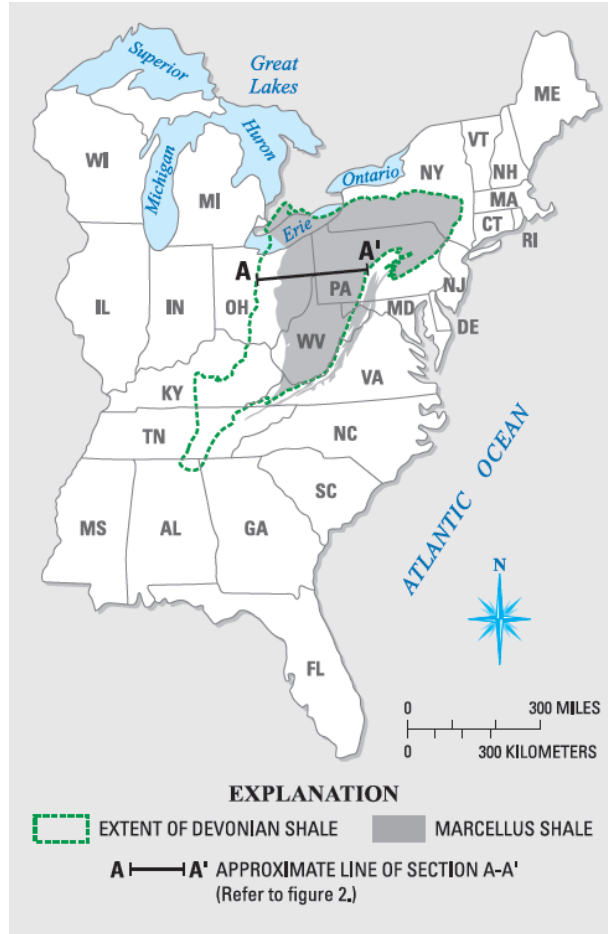 Superior
Great
Lakes
Huron
Michigan
Ontario
Erie
ME
VT
NH
NY
MA
CT
RI
WI
MI
A
A'
PA
NJ
OH
MD
DE
IL
IN
WV
VA
KY
TN
NC
SC
MS
AL
GA
FL
ATLANTIC OCEAN
N
0 300 MILES
0 300 KILOMETERS
EXPLANATION
EXTENT OF DEVONIAN SHALE MARCELLUS SHALE
A A' APPROXIMATE LINE OF SECTION A-A'
(Refer to figure 2.)